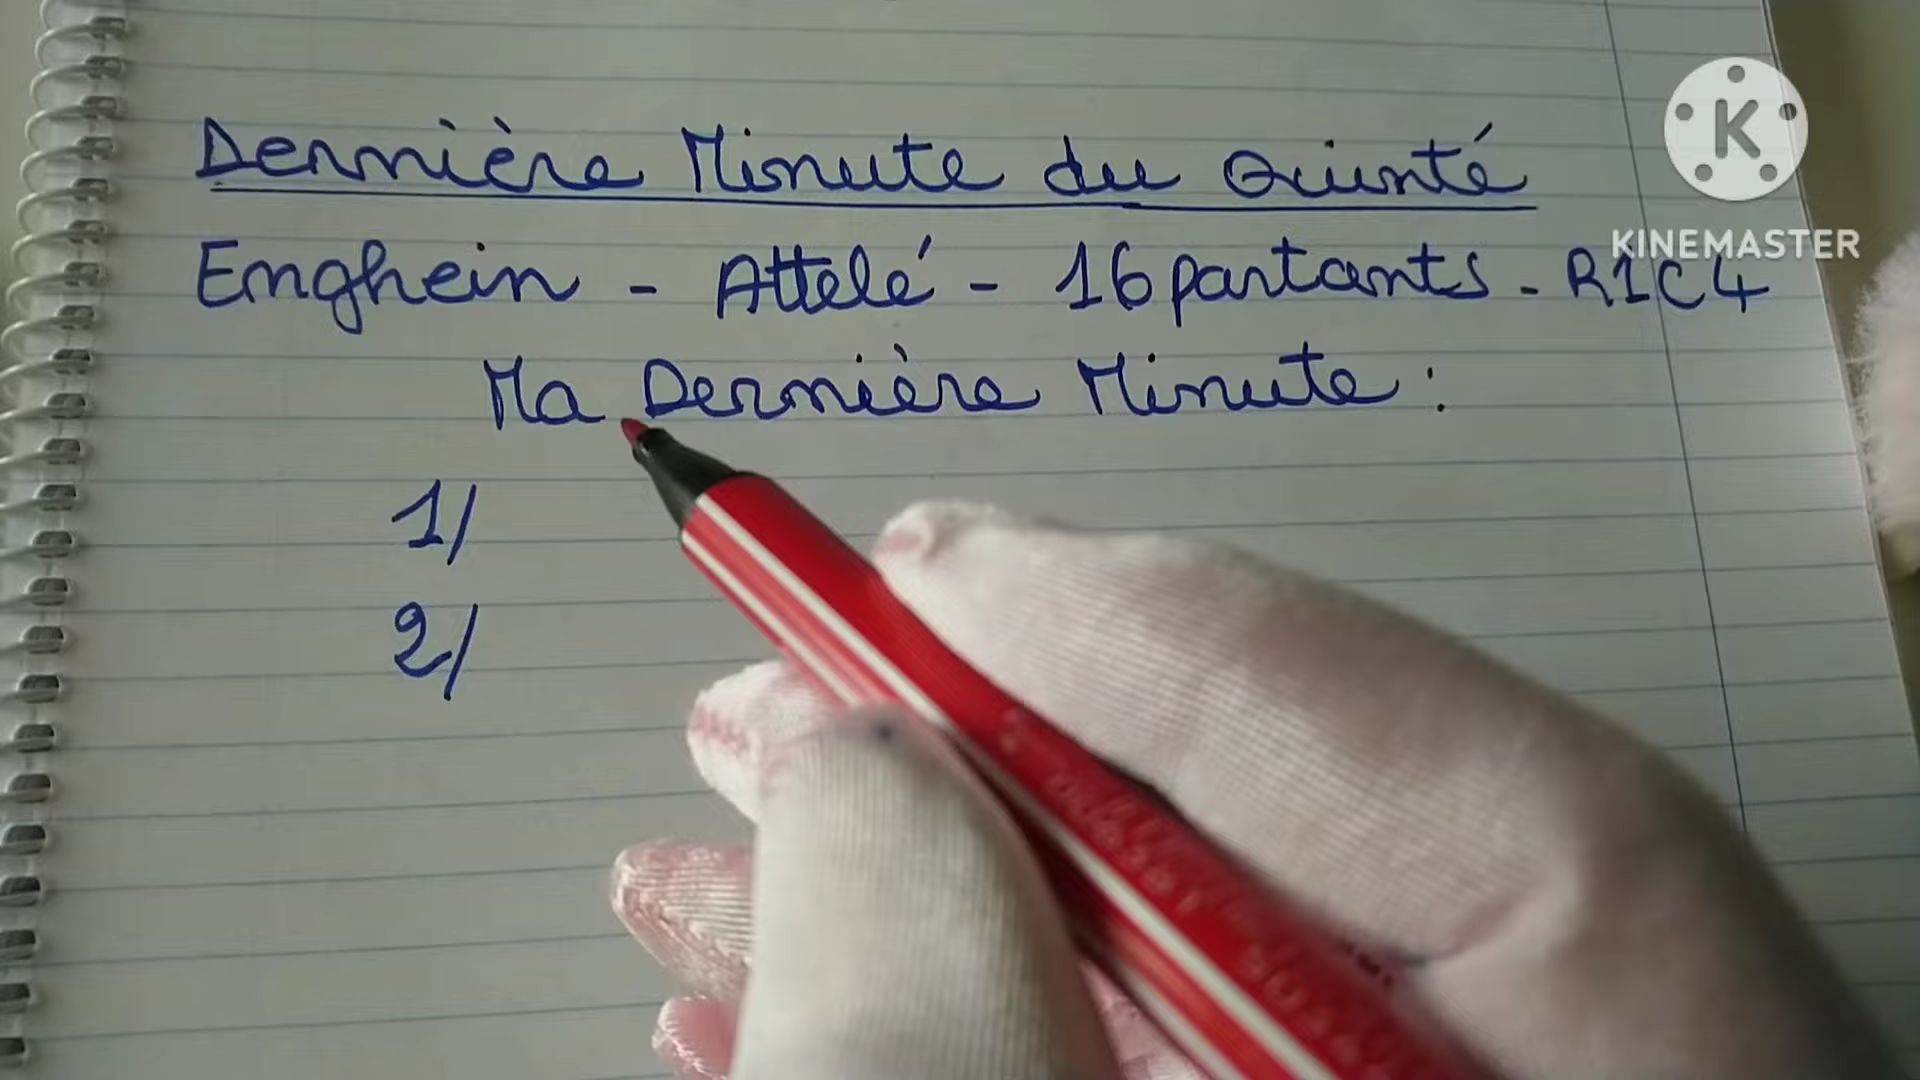 Dernière Minute du Quinté
K
KINEMASTER
Enghein - Attelé - 16 partants - R1C4
Ma Dernière Minute :
1/
2/